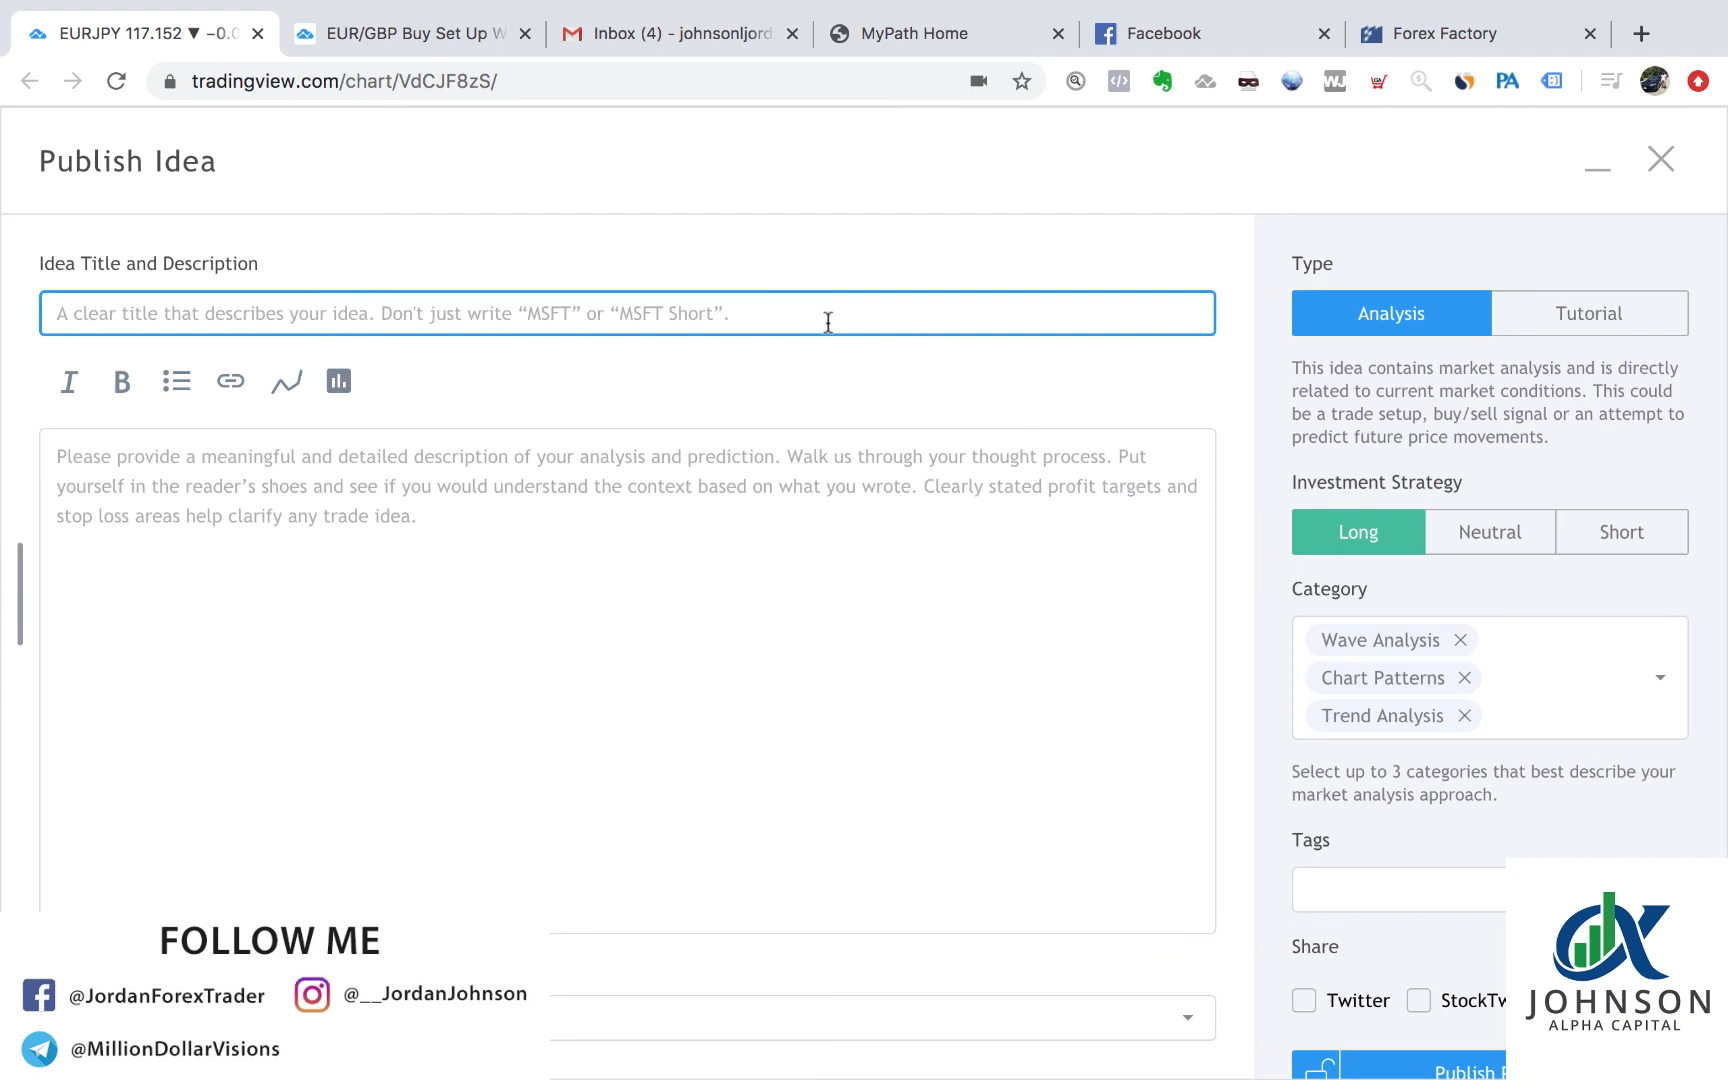 EURJPY 117.152 ▼ −0.0
EUR/GBP Buy Set Up W
Inbox (4) - johnsonljord
MyPath Home
Facebook
Forex Factory
tradingview.com/chart/VdCJF8zS/
WJ
PA
Publish Idea
Idea Title and Description
A clear title that describes your idea. Don't just write “MSFT” or “MSFT Short”.
I B
Please provide a meaningful and detailed description of your analysis and prediction. Walk us through your thought process. Put
yourself in the reader’s shoes and see if you would understand the context based on what you wrote. Clearly stated profit targets and
stop loss areas help clarify any trade idea.
Type
Analysis
Tutorial
This idea contains market analysis and is directly
related to current market conditions. This could
be a trade setup, buy/sell signal or an attempt to
predict future price movements.
Investment Strategy
Long
Neutral
Short
Category
Wave Analysis
Chart Patterns
Trend Analysis
Select up to 3 categories that best describe your
market analysis approach.
Tags
Share
Twitter
StockTw
Publish
FOLLOW ME
@JordanForexTrader
@__JordanJohnson
@MillionDollarVisions
JOHNSON
ALPHA CAPITAL